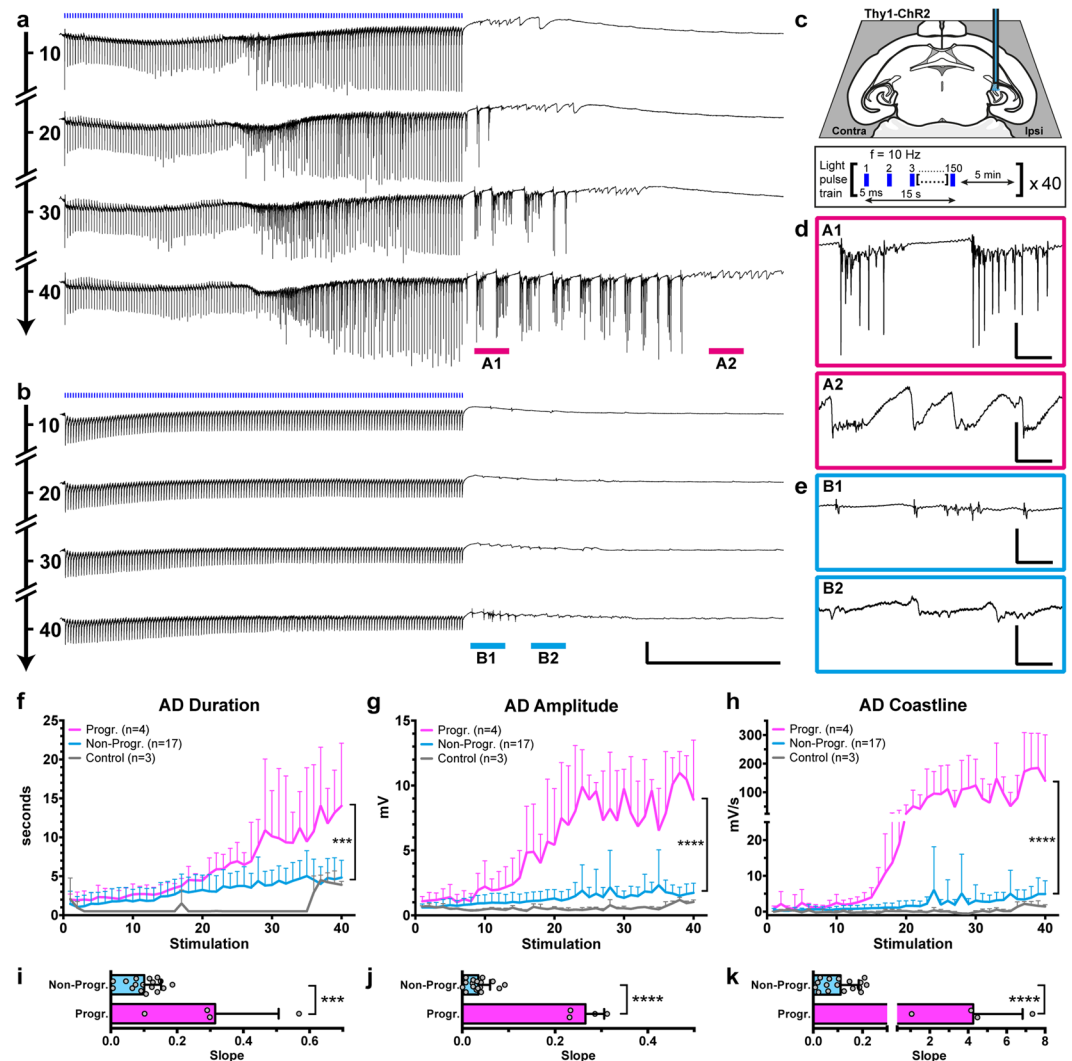 a
10
20
30
40
A1
A2
b
10
20
30
40
B1
B2
c
Thy1-ChR2
Contra
Ipsi
f = 10 Hz
Light pulse train
1 2 3 [......] 150
5 ms
15 s
5 min
x 40
d
A1
A2
e
B1
B2
f
AD Duration
Progr. (n=4)
Non-Progr. (n=17)
Control (n=3)
seconds
25
20
15
10
5
0
0 10 20 30 40
Stimulation
***
g
AD Amplitude
Progr. (n=4)
Non-Progr. (n=17)
Control (n=3)
mV
15
10
5
0
0 10 20 30 40
Stimulation
****
h
AD Coastline
Progr. (n=4)
Non-Progr. (n=17)
Control (n=3)
mV/s
300
200
100
50
20
10
0
0 10 20 30 40
Stimulation
****
i
Non-Progr.
Progr.
***
0.0 0.2 0.4 0.6
Slope
j
Non-Progr.
Progr.
****
0.0 0.2 0.4
Slope
k
Non-Progr.
Progr.
****
0.0 0.2 2 4 6 8
Slope